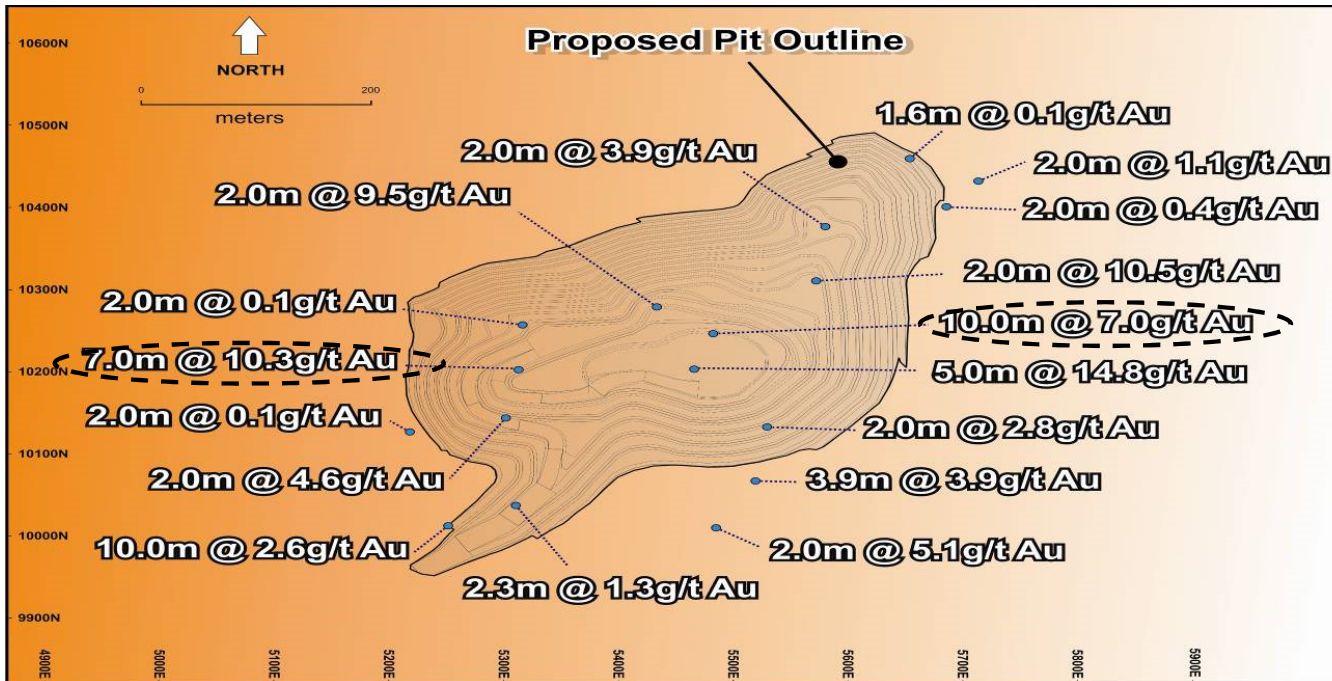 10600N
NORTH
0
200
meters
Proposed Pit Outline
10500N
1.6m @ 0.1g/t Au
2.0m @ 3.9g/t Au
2.0m @ 1.1g/t Au
2.0m @ 9.5g/t Au
10400N
2.0m @ 0.4g/t Au
2.0m @ 10.5g/t Au
10300N
2.0m @ 0.1g/t Au
10.0m @ 7.0g/t Au
7.0m @ 10.3g/t Au
10200N
5.0m @ 14.8g/t Au
2.0m @ 0.1g/t Au
2.0m @ 2.8g/t Au
10100N
2.0m @ 4.6g/t Au
3.9m @ 3.9g/t Au
10000N
10.0m @ 2.6g/t Au
2.0m @ 5.1g/t Au
2.3m @ 1.3g/t Au
9900N
4900E
5000E
5100E
5200E
5300E
5400E
5500E
5600E
5700E
5800E
5900E